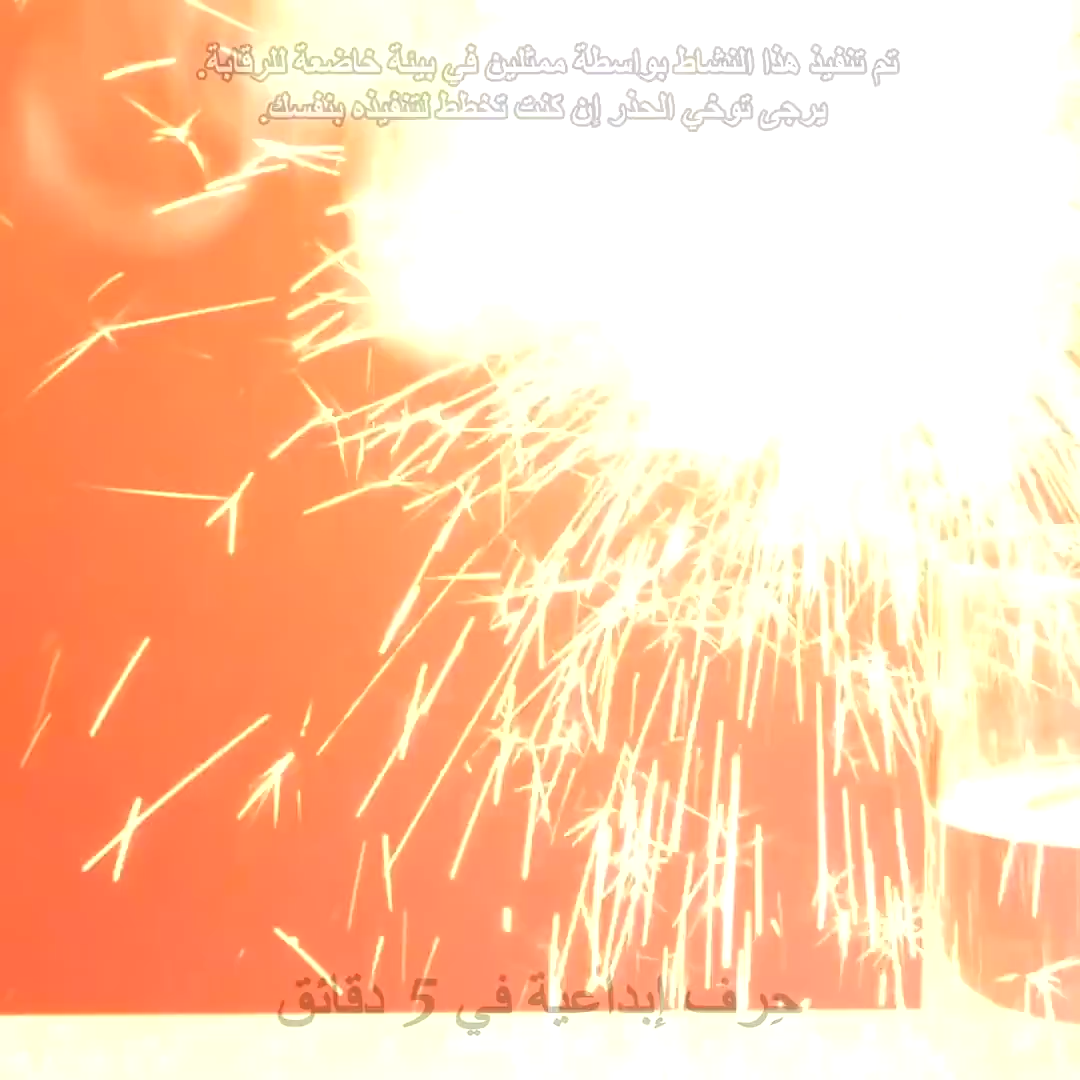 تم تنفيذ هذا النشاط بواسطة ممثلين في بيئة خاضعة للرقابة.
يرجى توخي الحذر إن كنت تخطط لتنفيذه بنفسك.
حِرف إبداعية في 5 دقائق